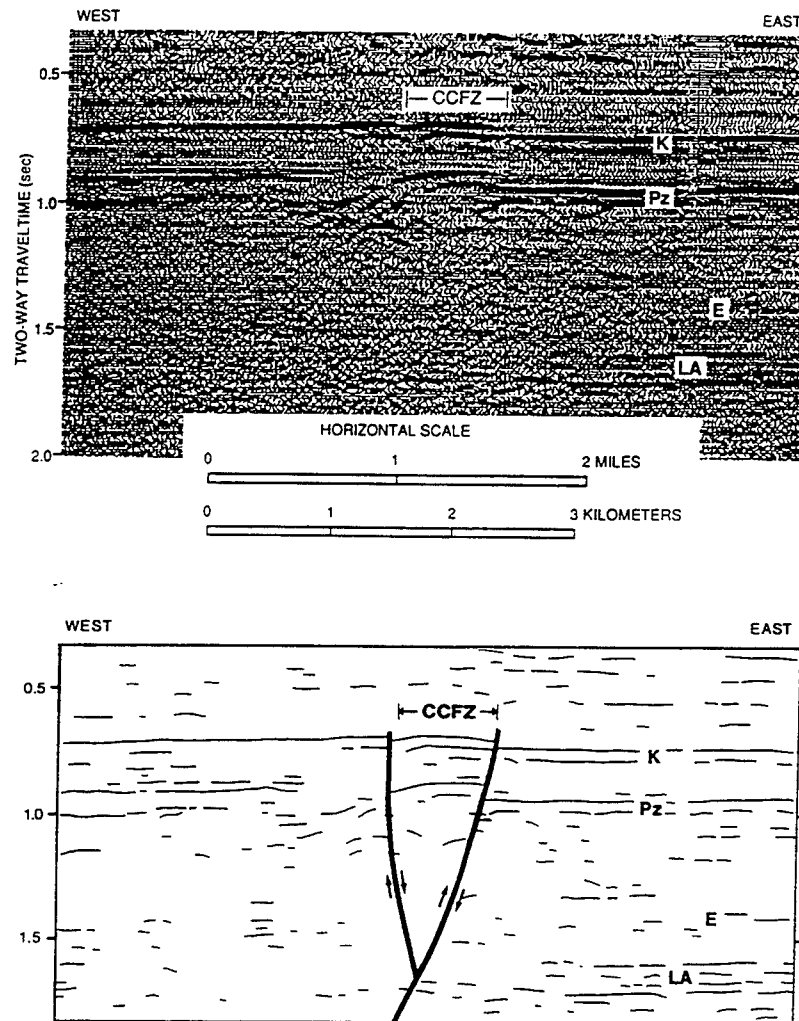 WEST EAST
0.5
CCFZ
K
Pz
1.0
TWO-WAY TRAVELTIME (sec)
E
1.5
LA
2.0
HORIZONTAL SCALE
0 1 2 MILES
0 1 2 3 KILOMETERS
WEST EAST
0.5
CCFZ
K
Pz
1.0
E
1.5
LA